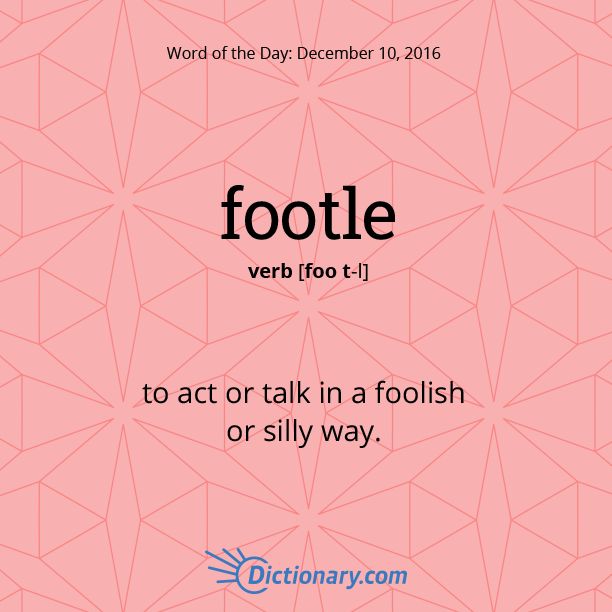 Word of the Day: December 10, 2016
footle
verb [foo t-l]
to act or talk in a foolish
or silly way.
Dictionary.com